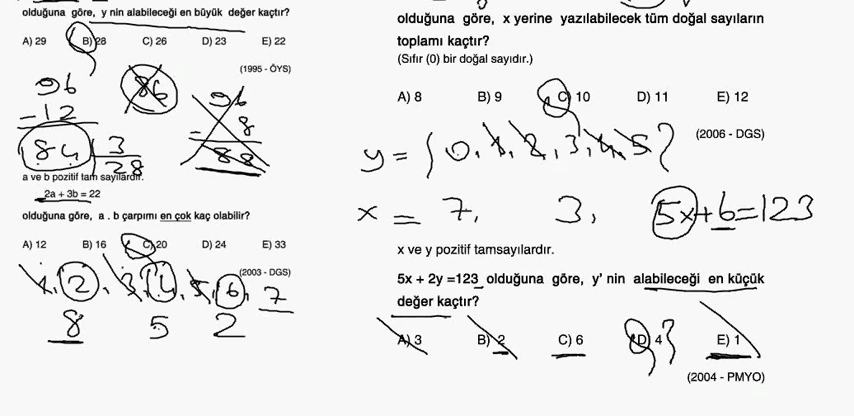 olduğuna göre, y nin alabileceği en büyük değer kaçtır?
A) 29 B) 28 C) 26 D) 23 E) 22
(1995 - ÖYS)
96
- 12
84 3
28
86
96
- 8
88
a ve b pozitif tam sayılardır.
2a + 3b = 22
olduğuna göre, a . b çarpımı en çok kaç olabilir?
A) 12 B) 16 C) 20 D) 24 E) 33
(2003 - DGS)
1, 2, 3, 4, 5, 6, 7
8 5 2
olduğuna göre, x yerine yazılabilecek tüm doğal sayıların
toplamı kaçtır?
(Sıfır (0) bir doğal sayıdır.)
A) 8 B) 9 C) 10 D) 11 E) 12
(2006 - DGS)
y = { 0, 1, 2, 3, 4, 5 }
x = 7, 3, 5x+6=123
x ve y pozitif tamsayılardır.
5x + 2y =123 olduğuna göre, y' nin alabileceği en küçük
değer kaçtır?
A) 3 B) 2 C) 6 D) 4 E) 1
(2004 - PMYO)